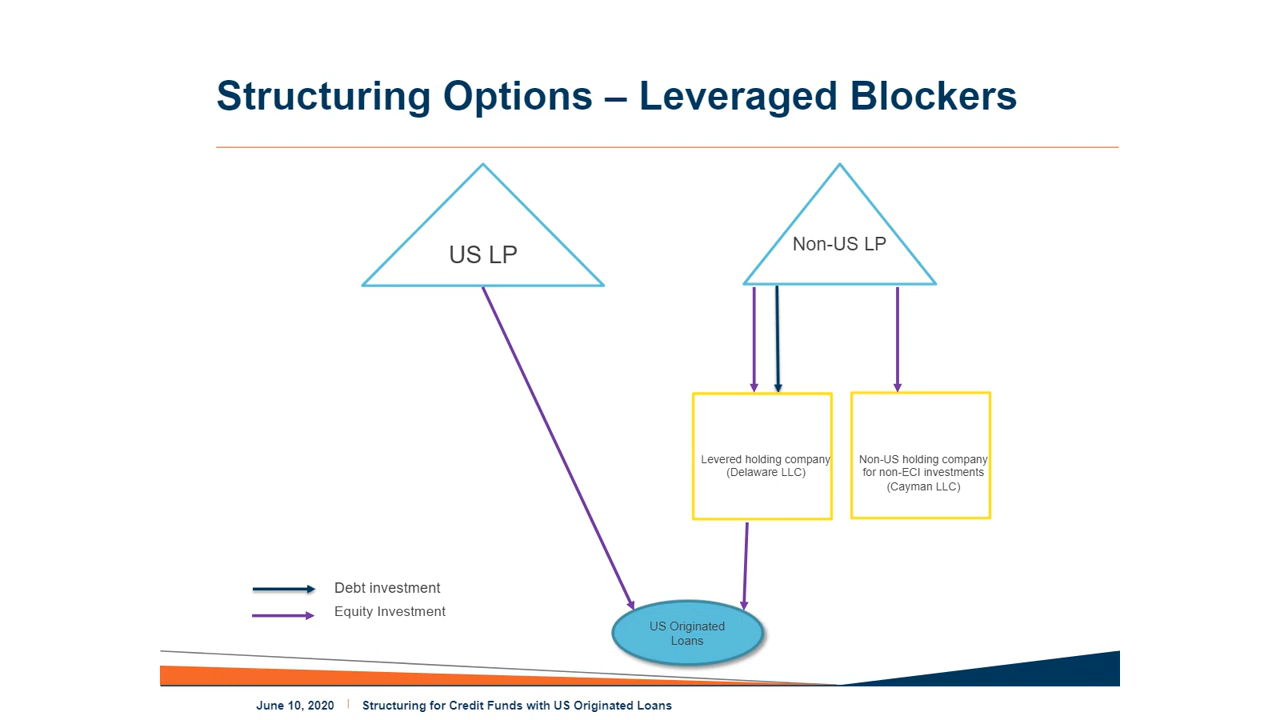 Structuring Options – Leveraged Blockers
US LP
Non-US LP
Levered holding company
(Delaware LLC)
Non-US holding company
for non-ECI investments
(Cayman LLC)
Debt investment
Equity Investment
US Originated
Loans
June 10, 2020 | Structuring for Credit Funds with US Originated Loans